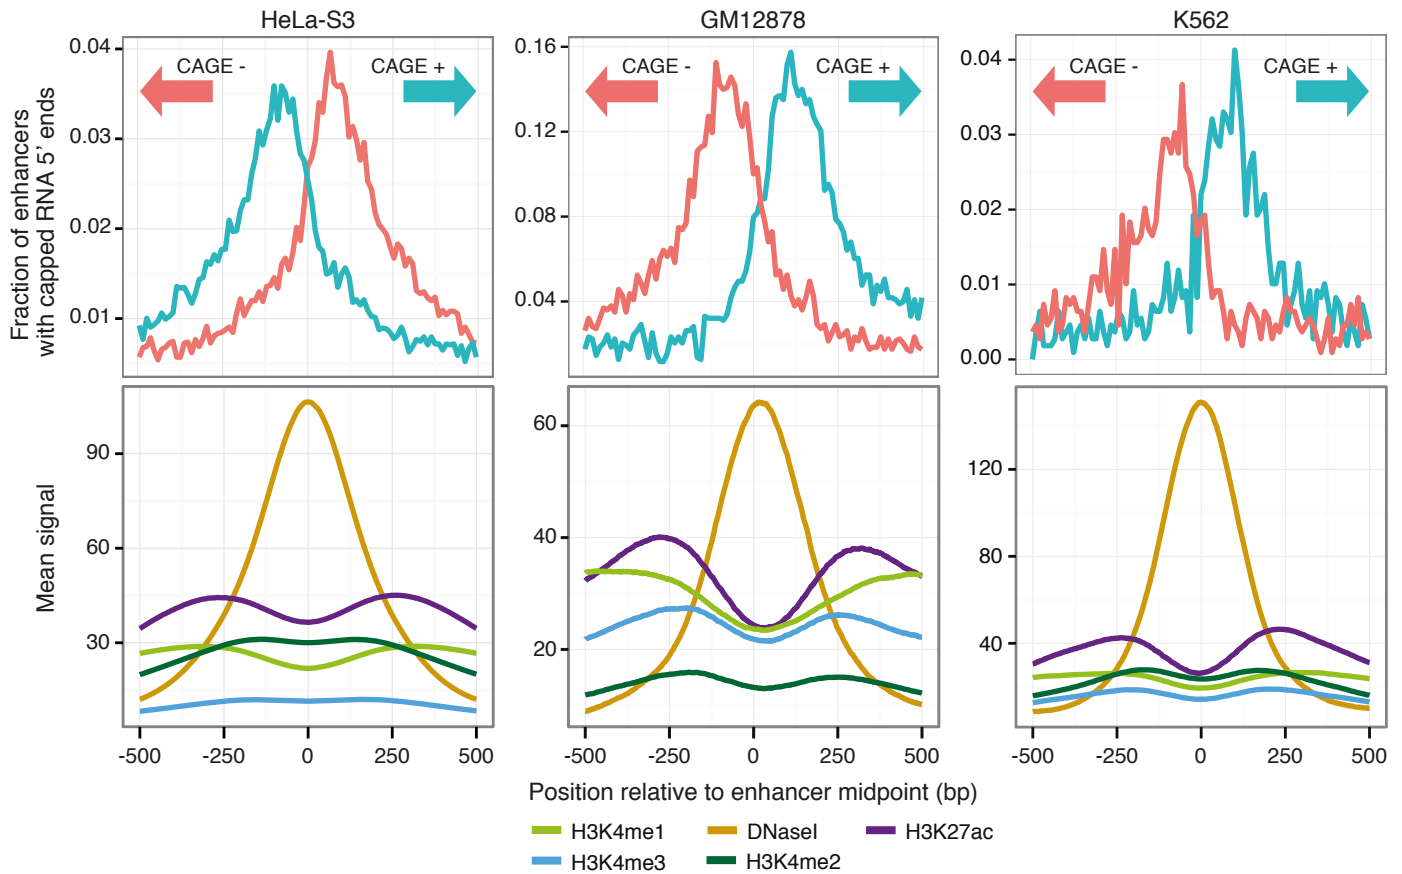 HeLa-S3
GM12878
K562
Fraction of enhancers
with capped RNA 5’ ends
0.04
0.03
0.02
0.01
CAGE -
CAGE +
0.16
0.12
0.08
0.04
CAGE -
CAGE +
0.04
0.03
0.02
0.01
0.00
CAGE -
CAGE +
Mean signal
90
60
30
60
40
20
120
80
40
-500 -250 0 250 500
-500 -250 0 250 500
-500 -250 0 250 500
Position relative to enhancer midpoint (bp)
H3K4me1 DNaseI H3K27ac
H3K4me3 H3K4me2